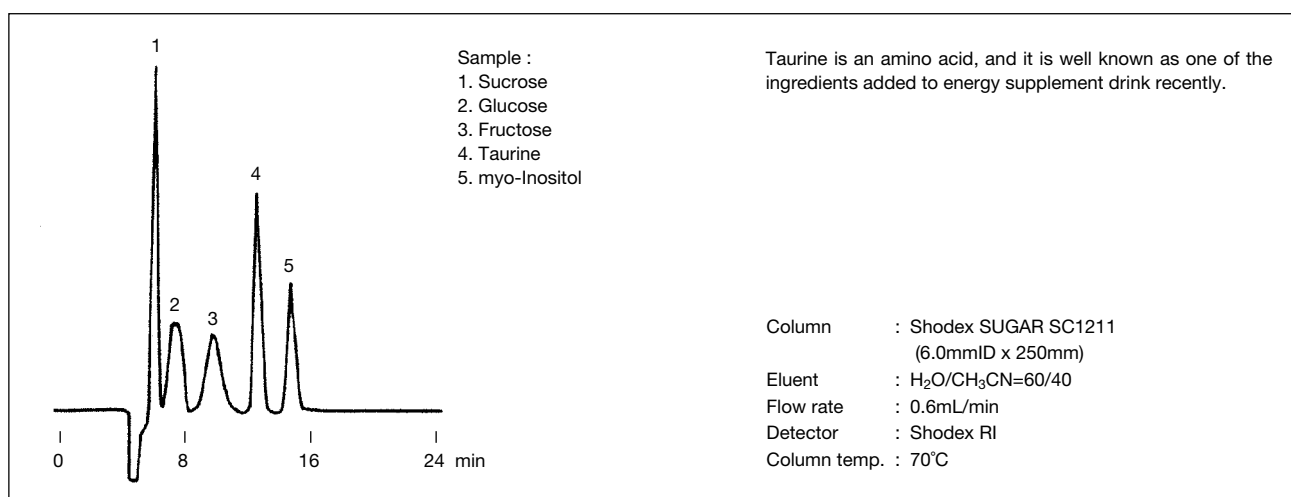 1
2
3
4
5
0 8 16 24 min
Sample :
1. Sucrose
2. Glucose
3. Fructose
4. Taurine
5. myo-Inositol
Taurine is an amino acid, and it is well known as one of the
ingredients added to energy supplement drink recently.
Column : Shodex SUGAR SC1211
(6.0mmID x 250mm)
Eluent : H₂O/CH₃CN=60/40
Flow rate : 0.6mL/min
Detector : Shodex RI
Column temp. : 70°C